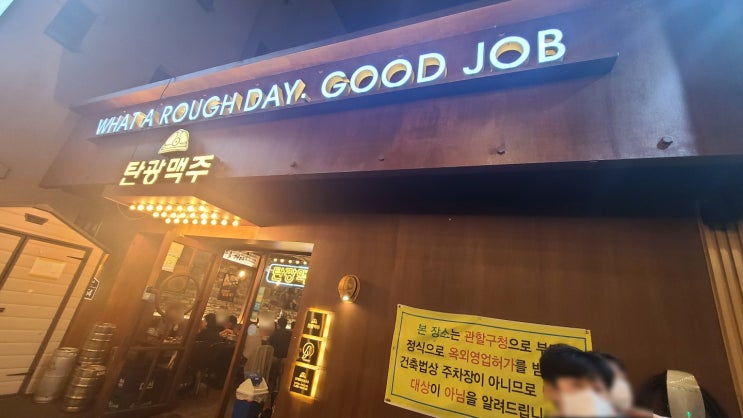 WHAT A ROUGH DAY. GOOD JOB
탄광맥주
탄광맥
본 장소는 관할구청으로 부
정식으로 옥외영업허가를 받
건축법상 주차장이 아니므로
대상이 아님을 알려드립니